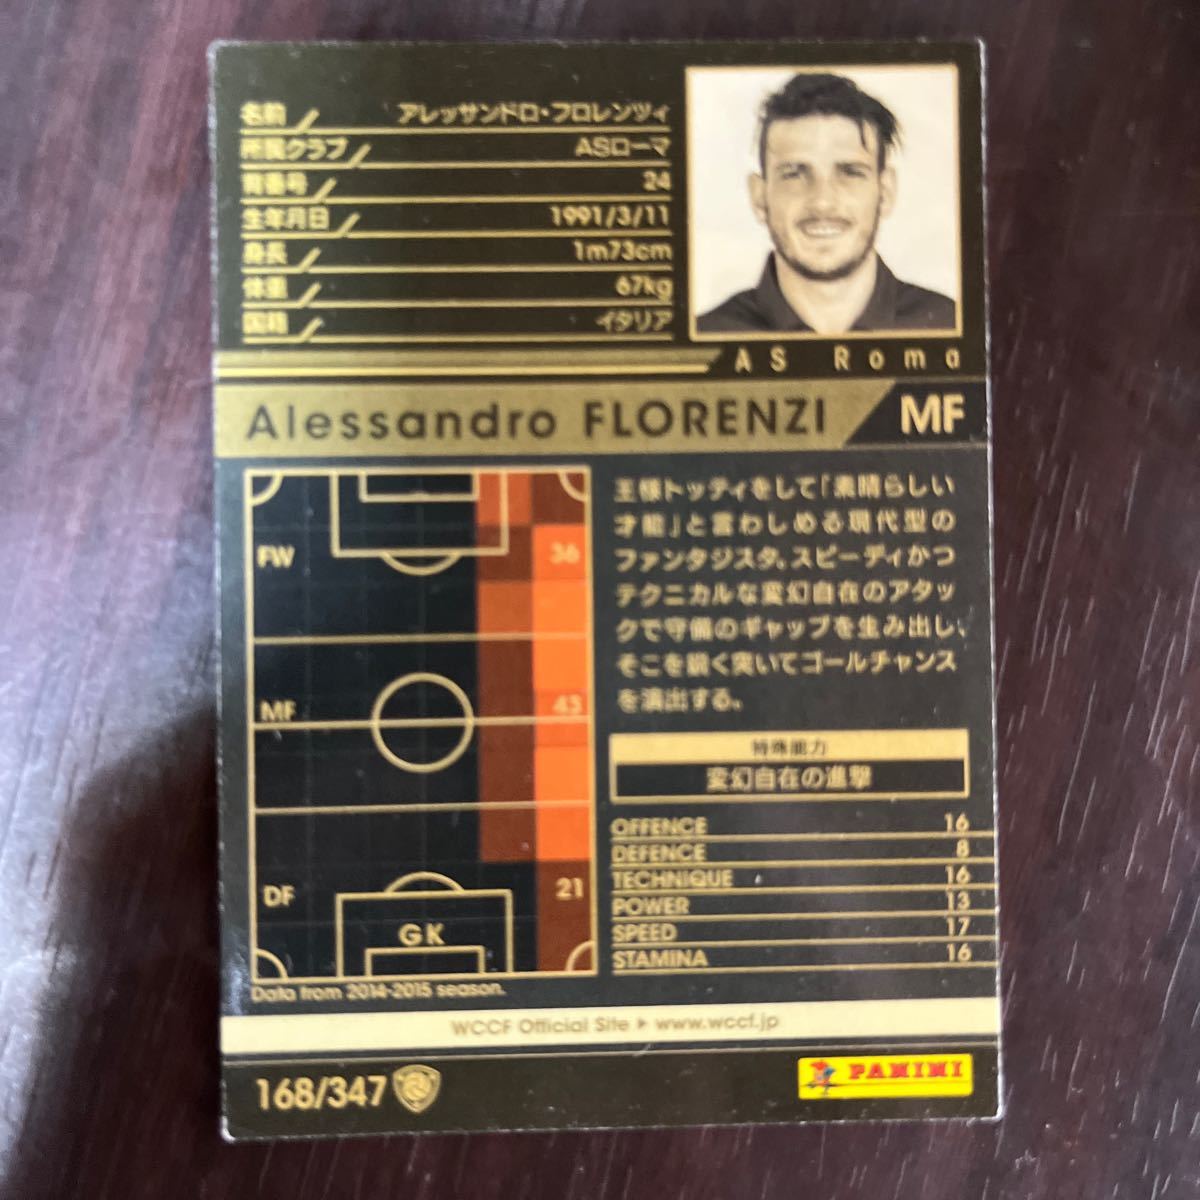 名前 アレッサンドロ・フロレンツィ
所属クラブ ASローマ
背番号 24
生年月日 1991/3/11
身長 1m73cm
体重 67kg
国籍 イタリア
AS Roma
Alessandro FLORENZI MF
王様トッティをして「素晴らしい
才能」と言わしめる現代型の
ファンタジスタ。スピーディかつ
テクニカルな変幻自在のアタッ
クで守備のギャップを生み出し、
そこを鋭く突いてゴールチャンス
を演出する。
FW 36
MF 43
DF 21
GK
Data from 2014-2015 season.
特殊能力
変幻自在の進撃
OFFENCE 16
DEFENCE 8
TECHNIQUE 16
POWER 13
SPEED 17
STAMINA 16
WCCF Official Site ▶ www.wccf.jp
168/347
PANINI